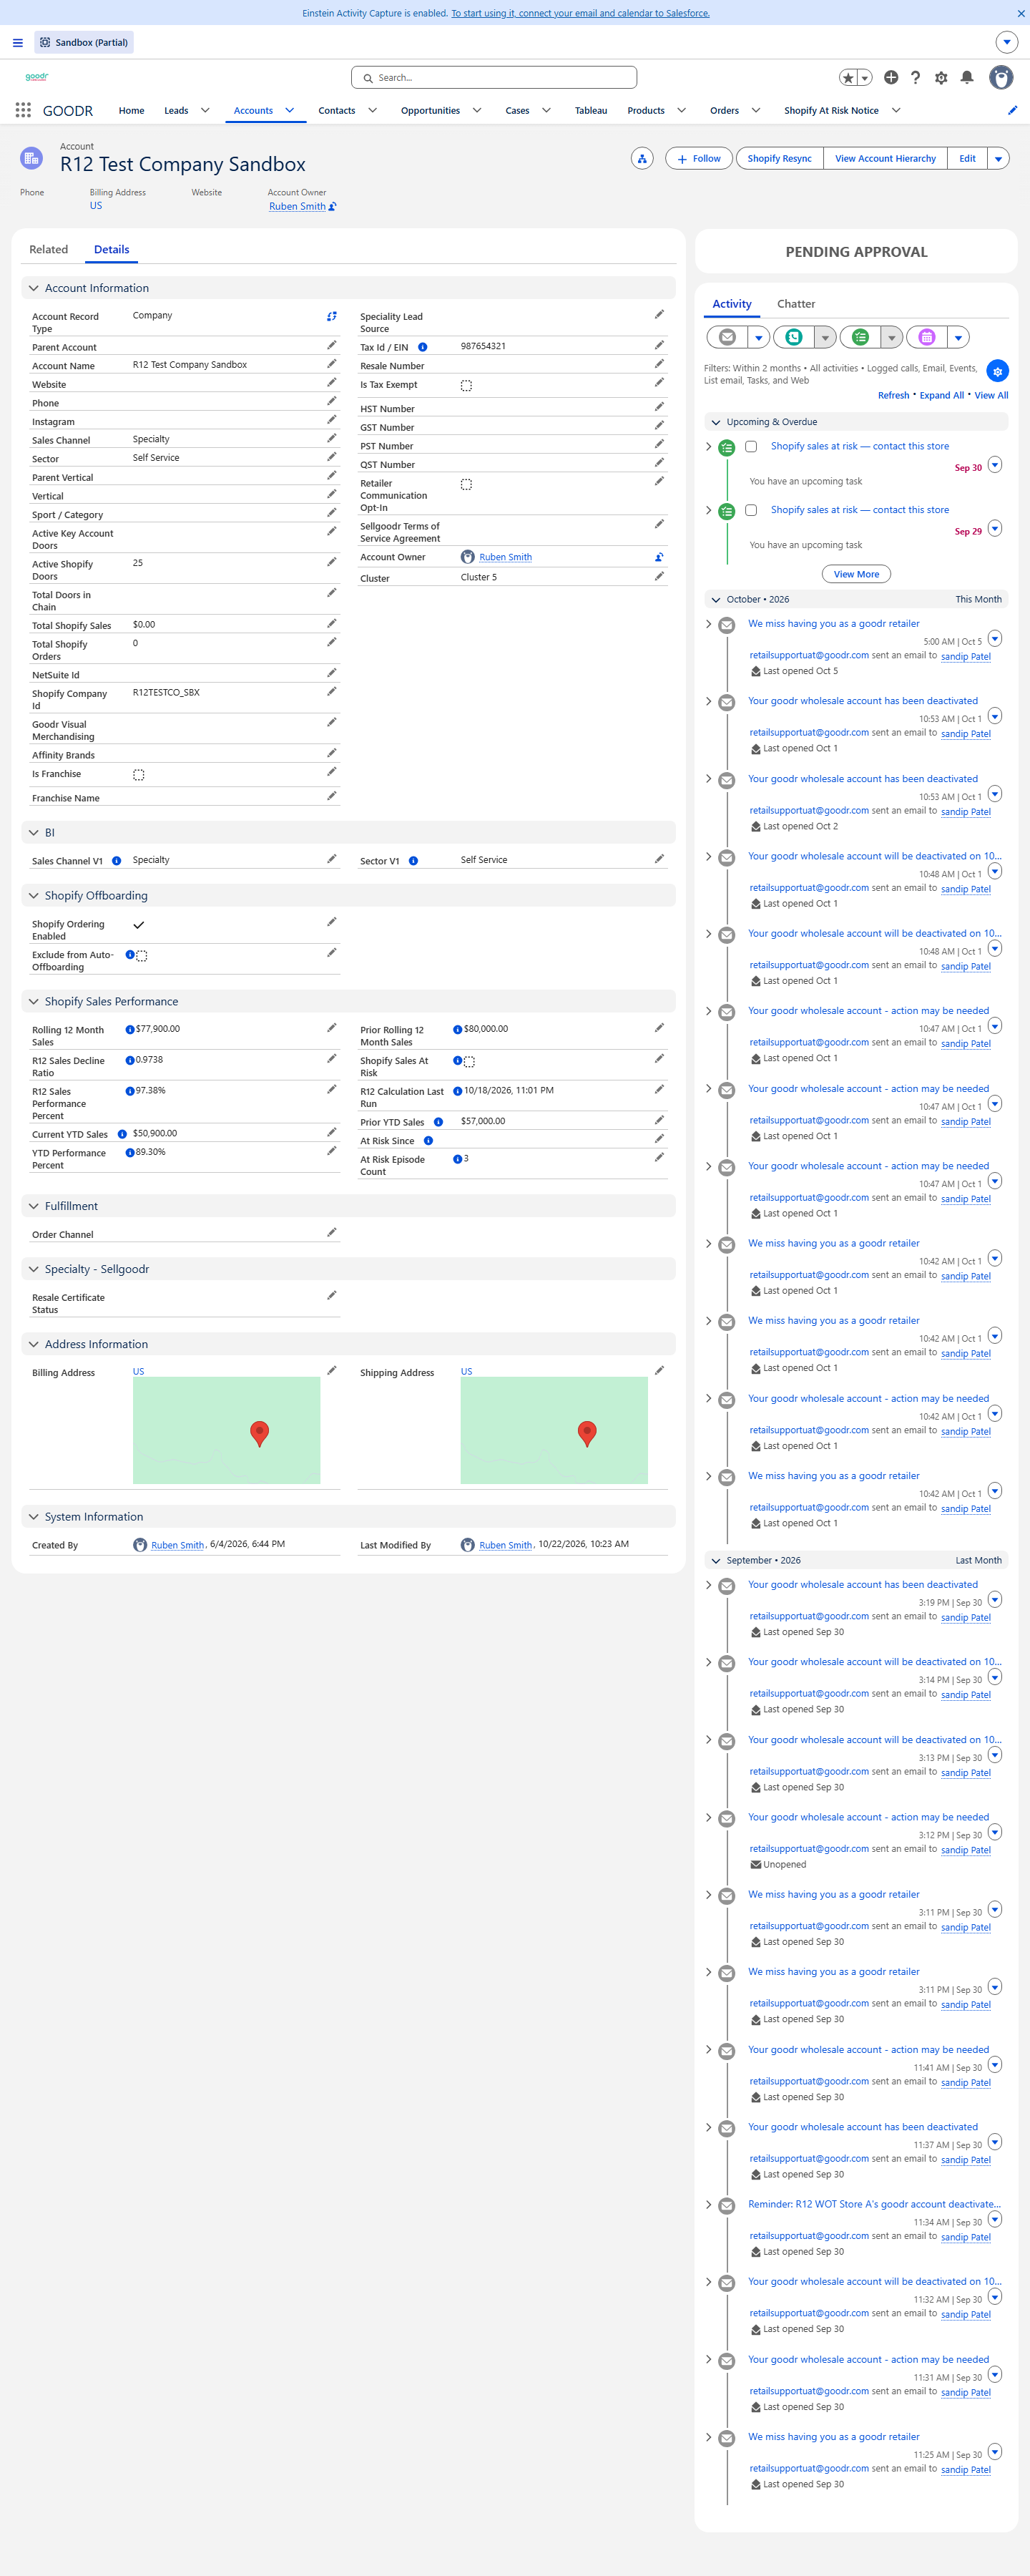 Einstein Activity Capture is enabled. To start using it, connect your email and calendar to Salesforce.
Sandbox (Partial)
goodr
Search...
GOODR
Home
Leads
Accounts
Contacts
Opportunities
Cases
Tableau
Products
Orders
Shopify At Risk Notice
Account
R12 Test Company Sandbox
Follow
Shopify Resync
View Account Hierarchy
Edit
Phone
Billing Address
US
Website
Account Owner
Ruben Smith
Related
Details
Account Information
Account Record Type
Company
Parent Account
Account Name
R12 Test Company Sandbox
Website
Phone
Instagram
Sales Channel
Specialty
Sector
Self Service
Parent Vertical
Vertical
Sport / Category
Active Key Account Doors
Active Shopify Doors
25
Total Doors in Chain
Total Shopify Sales
$0.00
Total Shopify Orders
0
NetSuite Id
Shopify Company Id
R12TESTCO_SBX
Goodr Visual Merchandising
Affinity Brands
Is Franchise
Franchise Name
Speciality Lead Source
Tax Id / EIN
987654321
Resale Number
Is Tax Exempt
HST Number
GST Number
PST Number
QST Number
Retailer Communication Opt-In
Sellgoodr Terms of Service Agreement
Account Owner
Ruben Smith
Cluster
Cluster 5
BI
Sales Channel V1
Specialty
Sector V1
Self Service
Shopify Offboarding
Shopify Ordering Enabled
Exclude from Auto-Offboarding
Shopify Sales Performance
Rolling 12 Month Sales
$77,900.00
R12 Sales Decline Ratio
0.9738
R12 Sales Performance Percent
97.38%
Current YTD Sales
$50,900.00
YTD Performance Percent
89.30%
Prior Rolling 12 Month Sales
$80,000.00
Shopify Sales At Risk
R12 Calculation Last Run
10/18/2026, 11:01 PM
Prior YTD Sales
$57,000.00
At Risk Since
At Risk Episode Count
3
Fulfillment
Order Channel
Specialty - Sellgoodr
Resale Certificate Status
Address Information
Billing Address
US
Shipping Address
US
System Information
Created By
Ruben Smith, 6/4/2026, 6:44 PM
Last Modified By
Ruben Smith, 10/22/2026, 10:23 AM
PENDING APPROVAL
Activity
Chatter
Filters: Within 2 months • All activities • Logged calls, Email, Events,
List email, Tasks, and Web
Refresh • Expand All • View All
Upcoming & Overdue
Shopify sales at risk — contact this store
Sep 30
You have an upcoming task
Shopify sales at risk — contact this store
Sep 29
You have an upcoming task
View More
October • 2026
This Month
We miss having you as a goodr retailer
5:00 AM | Oct 5
retailsupportuat@goodr.com sent an email to sandip Patel
Last opened Oct 5
Your goodr wholesale account has been deactivated
10:53 AM | Oct 1
retailsupportuat@goodr.com sent an email to sandip Patel
Last opened Oct 1
Your goodr wholesale account has been deactivated
10:53 AM | Oct 1
retailsupportuat@goodr.com sent an email to sandip Patel
Last opened Oct 2
Your goodr wholesale account will be deactivated on 10...
10:48 AM | Oct 1
retailsupportuat@goodr.com sent an email to sandip Patel
Last opened Oct 1
Your goodr wholesale account will be deactivated on 10...
10:48 AM | Oct 1
retailsupportuat@goodr.com sent an email to sandip Patel
Last opened Oct 1
Your goodr wholesale account - action may be needed
10:47 AM | Oct 1
retailsupportuat@goodr.com sent an email to sandip Patel
Last opened Oct 1
Your goodr wholesale account - action may be needed
10:47 AM | Oct 1
retailsupportuat@goodr.com sent an email to sandip Patel
Last opened Oct 1
Your goodr wholesale account - action may be needed
10:47 AM | Oct 1
retailsupportuat@goodr.com sent an email to sandip Patel
Last opened Oct 1
We miss having you as a goodr retailer
10:42 AM | Oct 1
retailsupportuat@goodr.com sent an email to sandip Patel
Last opened Oct 1
We miss having you as a goodr retailer
10:42 AM | Oct 1
retailsupportuat@goodr.com sent an email to sandip Patel
Last opened Oct 1
Your goodr wholesale account - action may be needed
10:42 AM | Oct 1
retailsupportuat@goodr.com sent an email to sandip Patel
Last opened Oct 1
We miss having you as a goodr retailer
10:42 AM | Oct 1
retailsupportuat@goodr.com sent an email to sandip Patel
Last opened Oct 1
September • 2026
Last Month
Your goodr wholesale account has been deactivated
3:19 PM | Sep 30
retailsupportuat@goodr.com sent an email to sandip Patel
Last opened Sep 30
Your goodr wholesale account will be deactivated on 10...
3:14 PM | Sep 30
retailsupportuat@goodr.com sent an email to sandip Patel
Last opened Sep 30
Your goodr wholesale account will be deactivated on 10...
3:13 PM | Sep 30
retailsupportuat@goodr.com sent an email to sandip Patel
Last opened Sep 30
Your goodr wholesale account - action may be needed
3:12 PM | Sep 30
retailsupportuat@goodr.com sent an email to sandip Patel
Unopened
We miss having you as a goodr retailer
3:11 PM | Sep 30
retailsupportuat@goodr.com sent an email to sandip Patel
Last opened Sep 30
We miss having you as a goodr retailer
3:11 PM | Sep 30
retailsupportuat@goodr.com sent an email to sandip Patel
Last opened Sep 30
Your goodr wholesale account - action may be needed
11:41 AM | Sep 30
retailsupportuat@goodr.com sent an email to sandip Patel
Last opened Sep 30
Your goodr wholesale account has been deactivated
11:37 AM | Sep 30
retailsupportuat@goodr.com sent an email to sandip Patel
Last opened Sep 30
Reminder: R12 WOT Store A's goodr account deactivate...
11:34 AM | Sep 30
retailsupportuat@goodr.com sent an email to sandip Patel
Last opened Sep 30
Your goodr wholesale account will be deactivated on 10...
11:32 AM | Sep 30
retailsupportuat@goodr.com sent an email to sandip Patel
Last opened Sep 30
Your goodr wholesale account - action may be needed
11:31 AM | Sep 30
retailsupportuat@goodr.com sent an email to sandip Patel
Last opened Sep 30
We miss having you as a goodr retailer
11:25 AM | Sep 30
retailsupportuat@goodr.com sent an email to sandip Patel
Last opened Sep 30